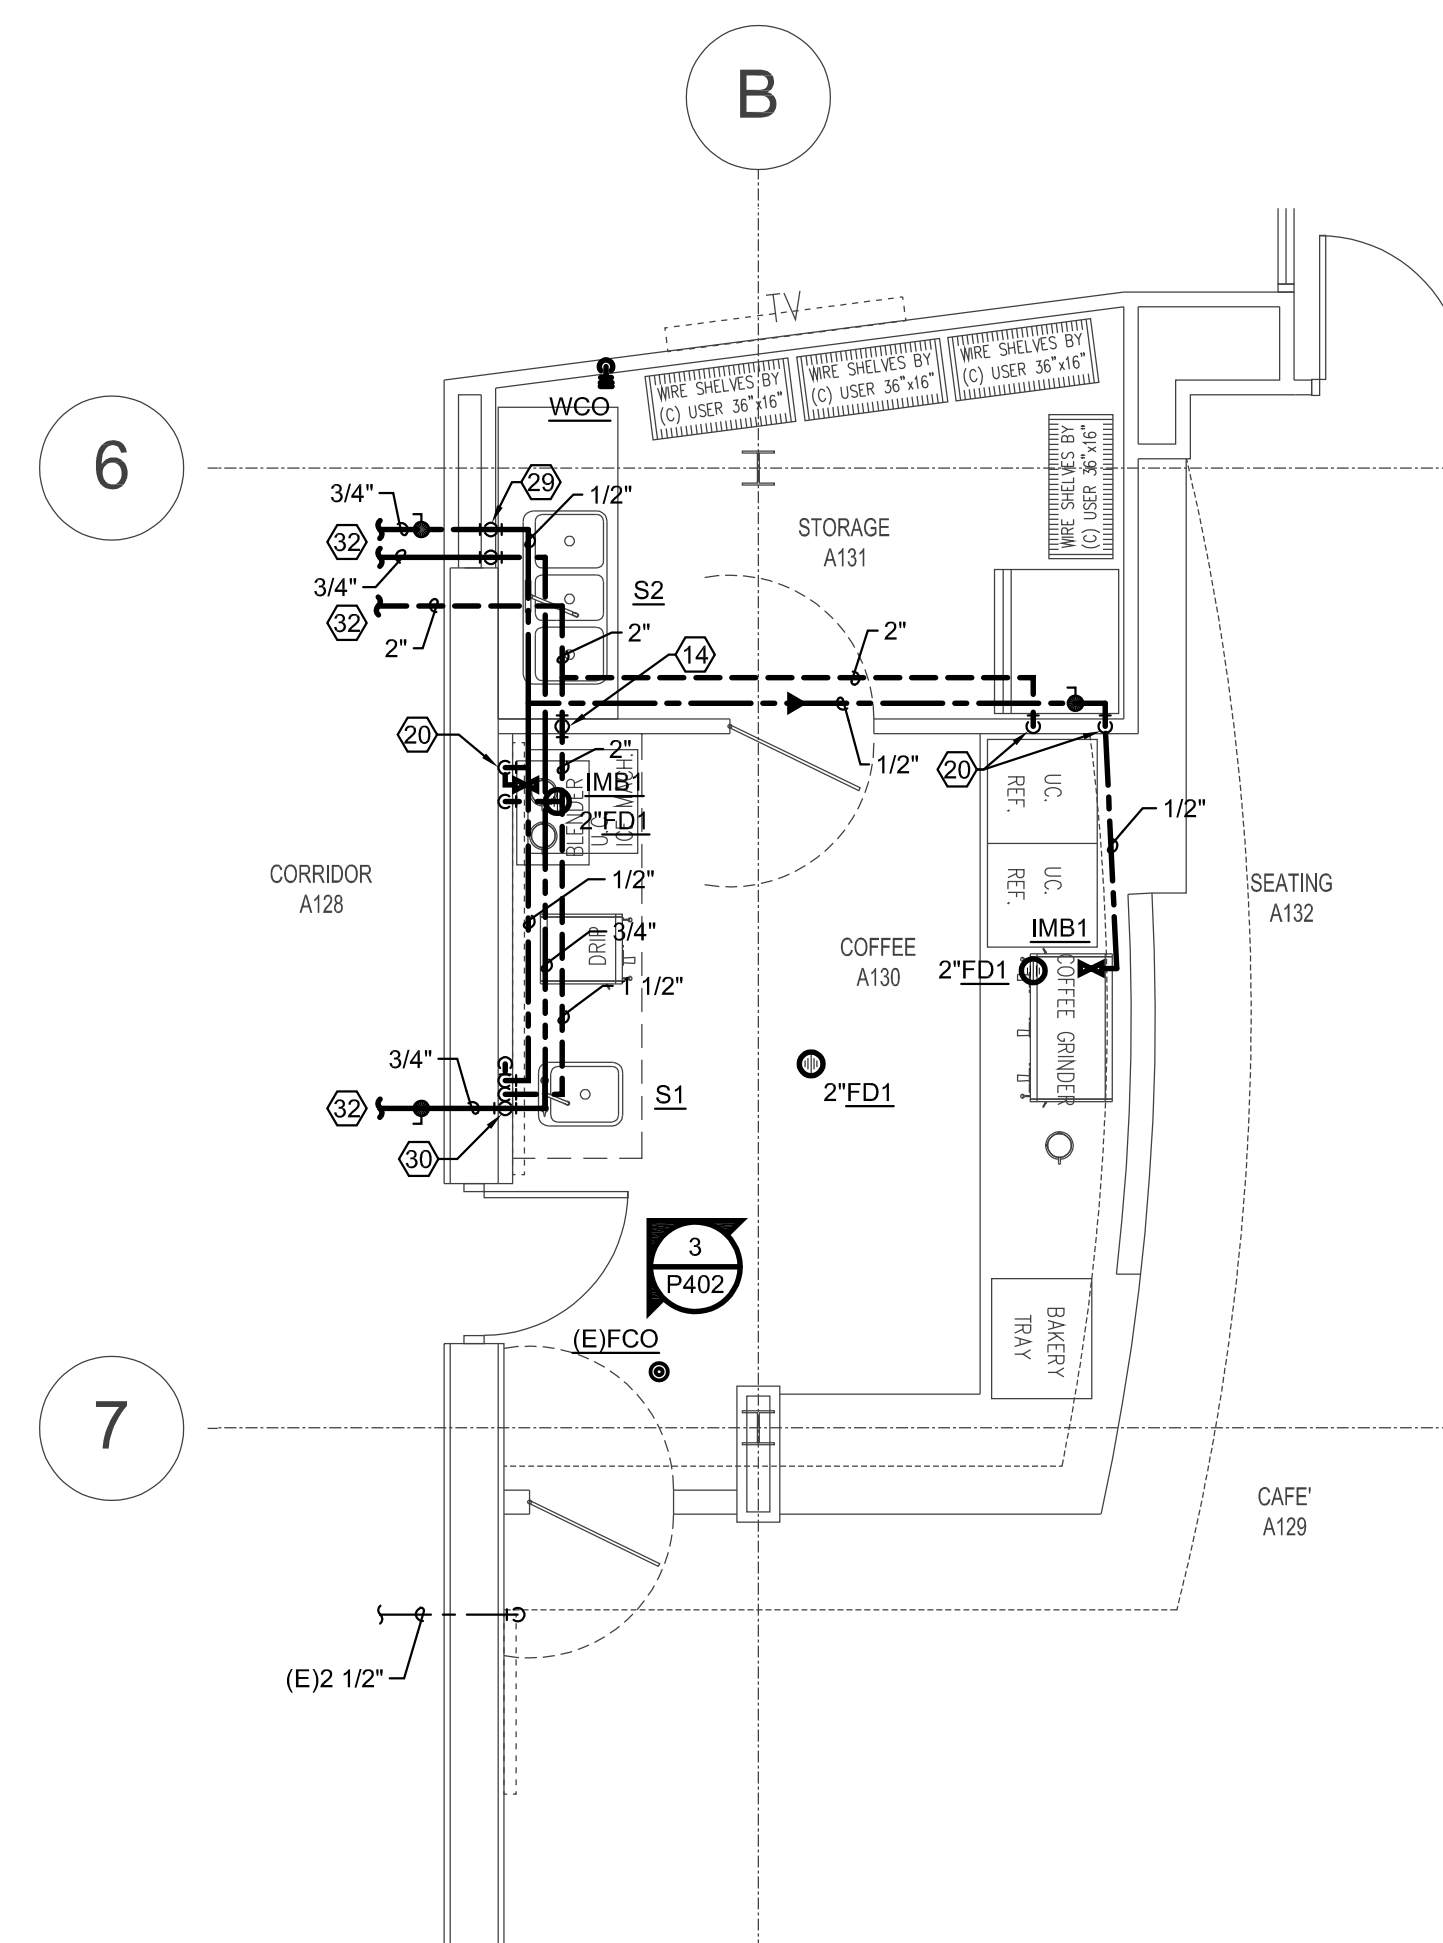 B
TV
WIRE SHELVES BY
(C) USER 36"x16"
WIRE SHELVES BY
(C) USER 36"x16"
WIRE SHELVES BY
(C) USER 36"x16"
WCO
WIRE SHELVES BY
(C) USER 36"x16"
6
29
3/4"
1/2"
32
STORAGE
A131
3/4"
S2
32
2"
2"
2"
14
20
2"
1/2"
20
IMB1
BLENDER
U.C.
ICE MACH.
2"FD1
UC.
REF.
1/2"
UC.
REF.
CORRIDOR
A128
1/2"
SEATING
A132
DRIP
3/4"
COFFEE
A130
IMB1
2"FD1
1 1/2"
COFFEE GRINDER
3/4"
S1
2"FD1
32
30
3
P402
(E)FCO
BAKERY
TRAY
7
CAFE'
A129
(E)2 1/2"